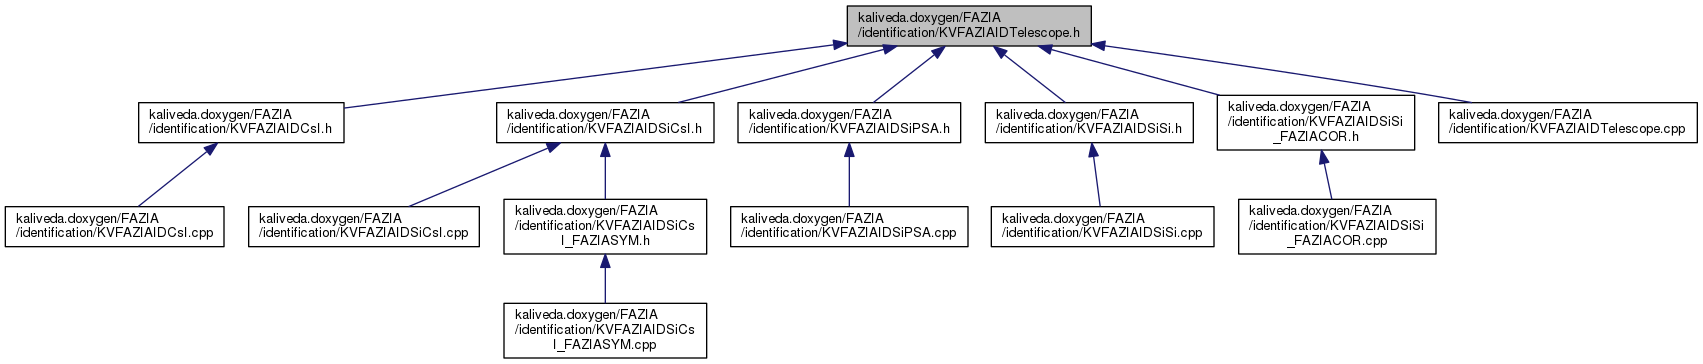 kaliveda.doxygen/FAZIA
/identification/KVFAZIAIDTelescope.h
kaliveda.doxygen/FAZIA
/identification/KVFAZIAIDCsI.h
kaliveda.doxygen/FAZIA
/identification/KVFAZIAIDSiCsI.h
kaliveda.doxygen/FAZIA
/identification/KVFAZIAIDSiPSA.h
kaliveda.doxygen/FAZIA
/identification/KVFAZIAIDSiSi.h
kaliveda.doxygen/FAZIA
/identification/KVFAZIAIDSiSi
_FAZIACOR.h
kaliveda.doxygen/FAZIA
/identification/KVFAZIAIDTelescope.cpp
kaliveda.doxygen/FAZIA
/identification/KVFAZIAIDCsI.cpp
kaliveda.doxygen/FAZIA
/identification/KVFAZIAIDSiCsI.cpp
kaliveda.doxygen/FAZIA
/identification/KVFAZIAIDSiCs
I_FAZIASYM.h
kaliveda.doxygen/FAZIA
/identification/KVFAZIAIDSiPSA.cpp
kaliveda.doxygen/FAZIA
/identification/KVFAZIAIDSiSi.cpp
kaliveda.doxygen/FAZIA
/identification/KVFAZIAIDSiSi
_FAZIACOR.cpp
kaliveda.doxygen/FAZIA
/identification/KVFAZIAIDSiCs
I_FAZIASYM.cpp